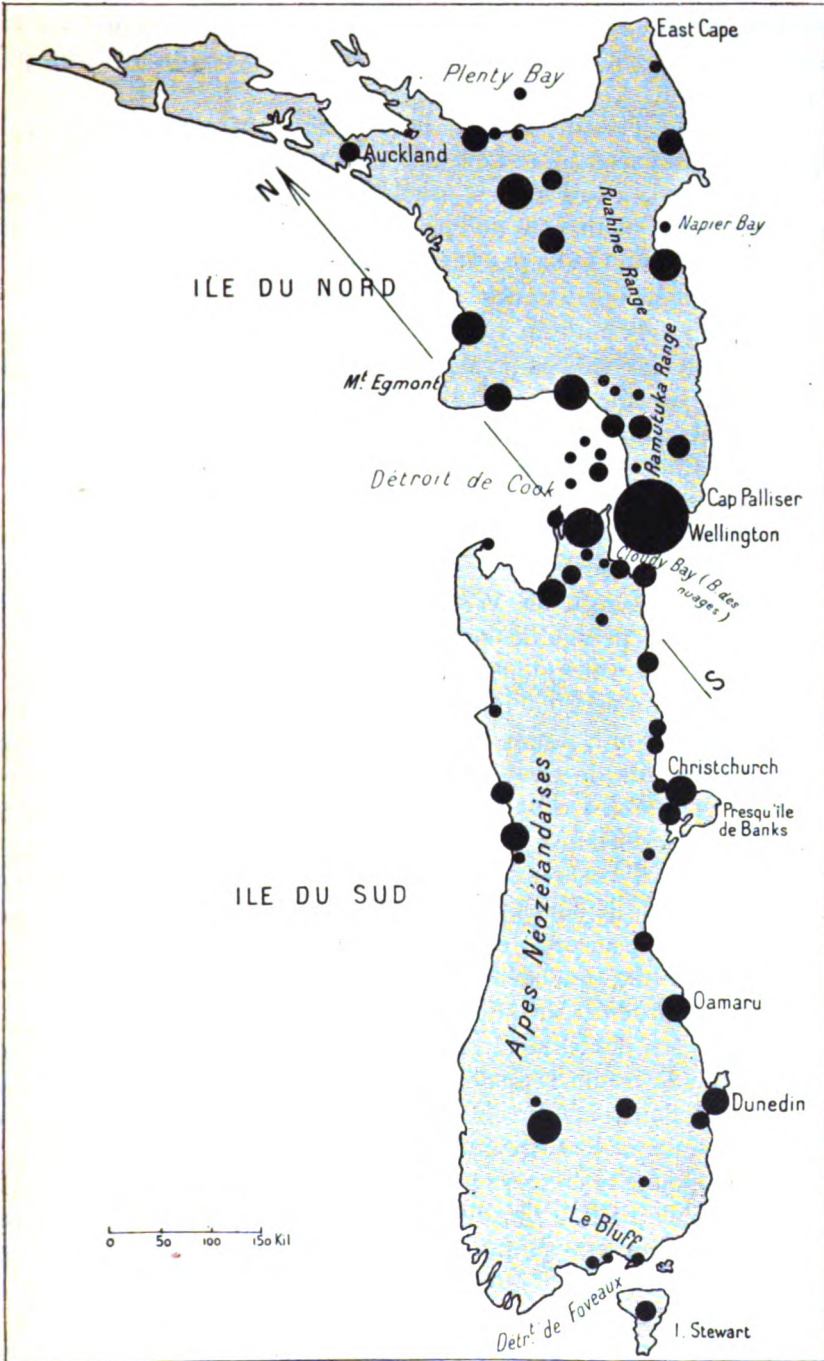 East Cape
Plenty Bay
Auckland
N
Ruahine Range
Napier Bay
ILE DU NORD
Mt Egmont
Ramutuka Range
Détroit de Cook
Cap Palliser
Wellington
Cloudy Bay (B des
nuages)
S
Christchurch
Presqu'ile
de Banks
Alpes Néozélandaises
ILE DU SUD
Oamaru
Dunedin
0 50 100 150 Kil
Le Bluff
Détrt. de Foveaux
I. Stewart